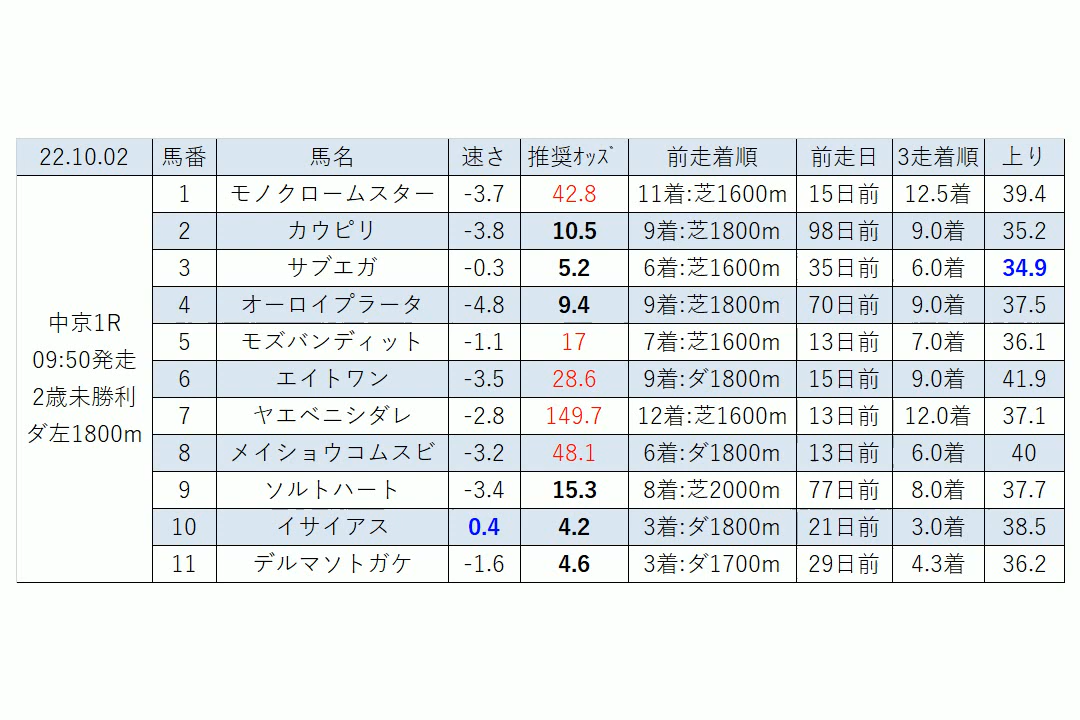 22.10.02 馬番 馬名 速さ 推奨ｵｯｽﾞ 前走着順 前走日 3走着順 上り
1 モノクロームスター -3.7 42.8 11着:芝1600m 15日前 12.5着 39.4
2 カウピリ -3.8 10.5 9着:芝1800m 98日前 9.0着 35.2
3 サブエガ -0.3 5.2 6着:芝1600m 35日前 6.0着 34.9
4 オーロイプラータ -4.8 9.4 9着:芝1800m 70日前 9.0着 37.5
5 モズバンディット -1.1 17 7着:芝1600m 13日前 7.0着 36.1
6 エイトワン -3.5 28.6 9着:ダ1800m 15日前 9.0着 41.9
7 ヤエベニシダレ -2.8 149.7 12着:芝1600m 13日前 12.0着 37.1
8 メイショウコムスビ -3.2 48.1 6着:ダ1800m 13日前 6.0着 40
9 ソルトハート -3.4 15.3 8着:芝2000m 77日前 8.0着 37.7
10 イサイアス 0.4 4.2 3着:ダ1800m 21日前 3.0着 38.5
11 デルマソトガケ -1.6 4.6 3着:ダ1700m 29日前 4.3着 36.2
中京1R
09:50発走
2歳未勝利
ダ左1800m